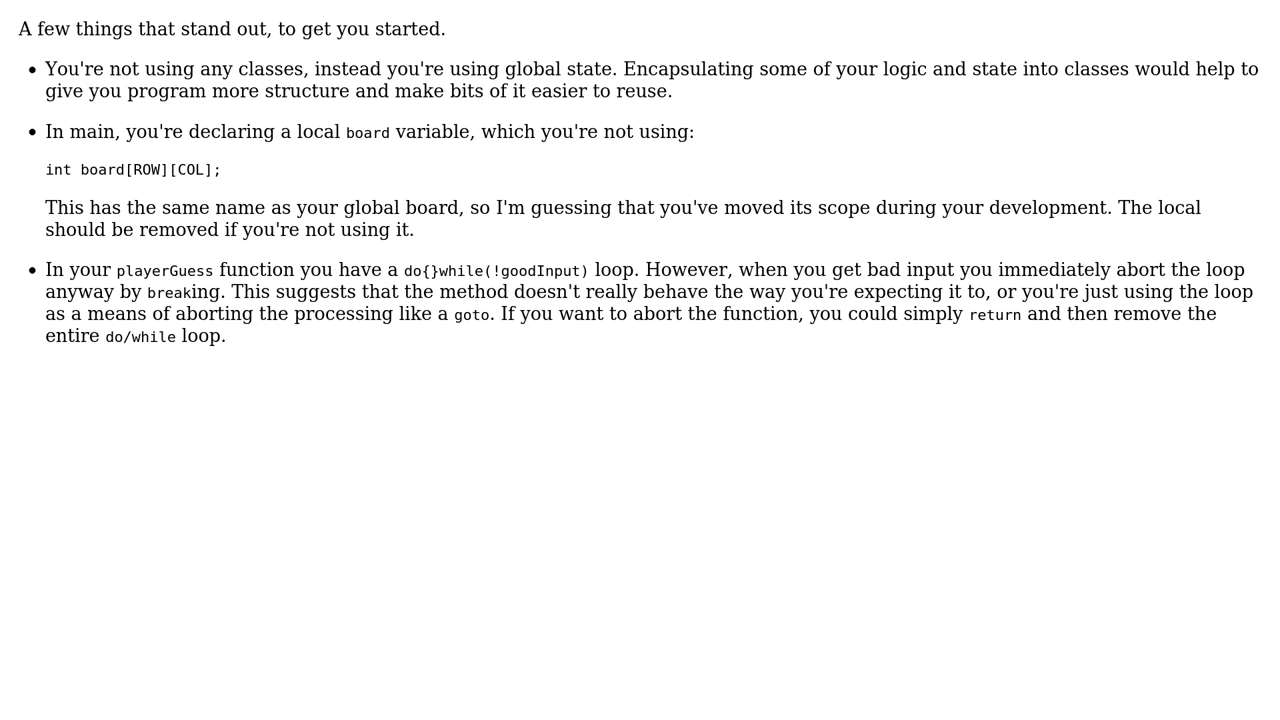 A few things that stand out, to get you started.
You're not using any classes, instead you're using global state. Encapsulating some of your logic and state into classes would help to
give you program more structure and make bits of it easier to reuse.
In main, you're declaring a local board variable, which you're not using:
int board[ROW][COL];
This has the same name as your global board, so I'm guessing that you've moved its scope during your development. The local
should be removed if you're not using it.
In your playerGuess function you have a do{}while(!goodInput) loop. However, when you get bad input you immediately abort the loop
anyway by breaking. This suggests that the method doesn't really behave the way you're expecting it to, or you're just using the loop
as a means of aborting the processing like a goto. If you want to abort the function, you could simply return and then remove the
entire do/while loop.